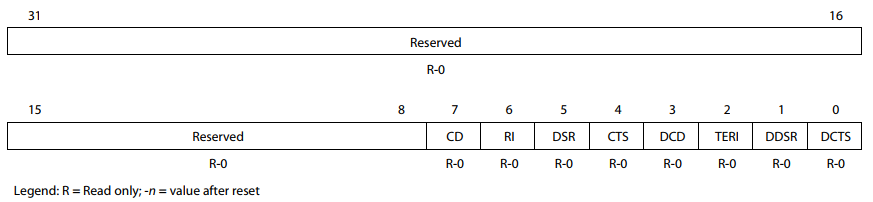 31 16
Reserved
R-0
15 8 7 6 5 4 3 2 1 0
Reserved CD RI DSR CTS DCD TERI DDSR DCTS
R-0 R-0 R-0 R-0 R-0 R-0 R-0 R-0 R-0
Legend: R = Read only; -n = value after reset